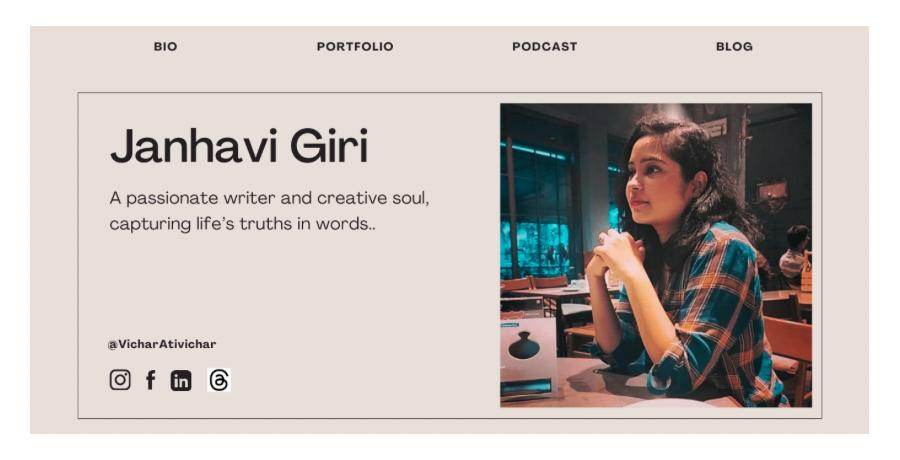 BIO PORTFOLIO PODCAST BLOG
Janhavi Giri
A passionate writer and creative soul,
capturing life's truths in words..
@VicharAtivichar